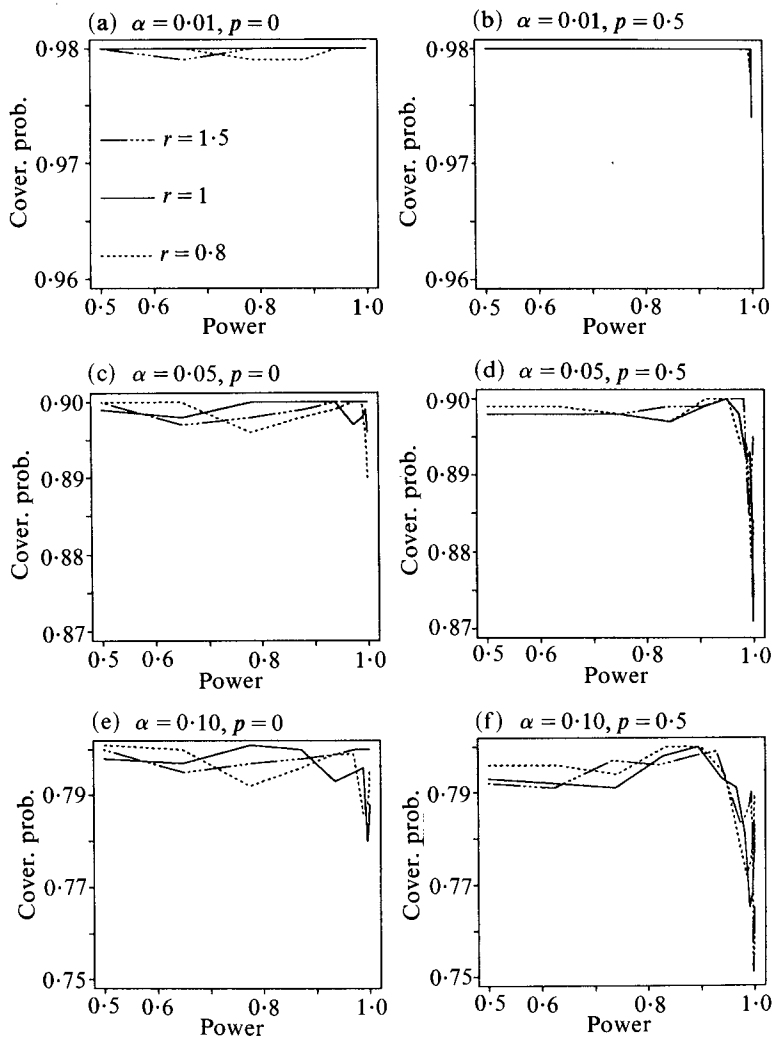 (a) α = 0·01, p = 0
0·98
0·97
0·96
Cover. prob.
r = 1·5
r = 1
r = 0·8
0·5 0·6 0·8 1·0
Power
(b) α = 0·01, p = 0·5
0·98
0·97
0·96
Cover. prob.
0·5 0·6 0·8 1·0
Power
(c) α = 0·05, p = 0
0·90
0·89
0·88
0·87
Cover. prob.
0·5 0·6 0·8 1·0
Power
(d) α = 0·05, p = 0·5
0·90
0·89
0·88
0·87
Cover. prob.
0·5 0·6 0·8 1·0
Power
(e) α = 0·10, p = 0
0·79
0·77
0·75
Cover. prob.
0·5 0·6 0·8 1·0
Power
(f) α = 0·10, p = 0·5
0·79
0·77
0·75
Cover. prob.
0·5 0·6 0·8 1·0
Power